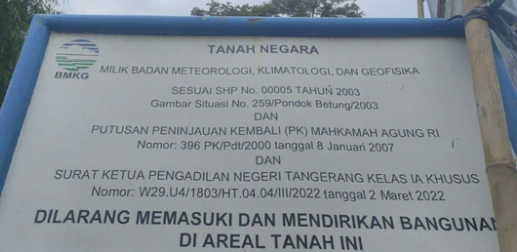 BMKG
TANAH NEGARA
MILIK BADAN METEOROLOGI, KLIMATOLOGI, DAN GEOFISIKA
SESUAI SHP No. 00005 TAHUN 2003
Gambar Situasi No. 259/Pondok Betung/2003
DAN
PUTUSAN PENINJAUAN KEMBALI (PK) MAHKAMAH AGUNG RI
Nomor: 396 PK/Pdt/2000 tanggal 8 Januari 2007
DAN
SURAT KETUA PENGADILAN NEGERI TANGERANG KELAS IA KHUSUS
Nomor: W29.U4/1803/HT.04.04/III/2022 tanggal 2 Maret 2022
DILARANG MEMASUKI DAN MENDIRIKAN BANGUNAN
DI AREAL TANAH INI